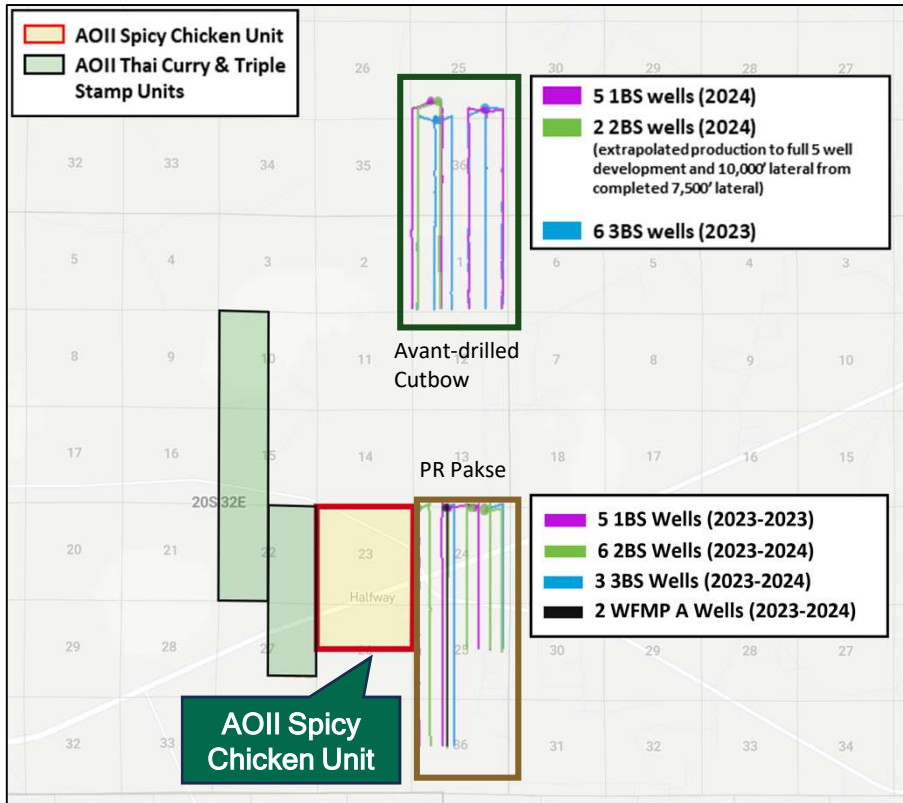 AOII Spicy Chicken Unit
AOII Thai Curry & Triple
Stamp Units
26 25 30 29 28 27
5 1BS wells (2024)
2 2BS wells (2024)
(extrapolated production to full 5 well
development and 10,000' lateral from
completed 7,500' lateral)
6 3BS wells (2023)
32 33 34 35 36
5 4 3 2 1 6 5 4 3
Avant-drilled
Cutbow
8 9 10 11 12 7 8 9 10
17 16 15 14 13 18 17 16 15
PR Pakse
20S 32E
5 1BS Wells (2023-2023)
6 2BS Wells (2023-2024)
3 3BS Wells (2023-2024)
2 WFMP A Wells (2023-2024)
20 21 22 23 24
Halfway
29 28 27 25 30 29 28 27
AOII Spicy
Chicken Unit
32 33 36 31 32 33 34